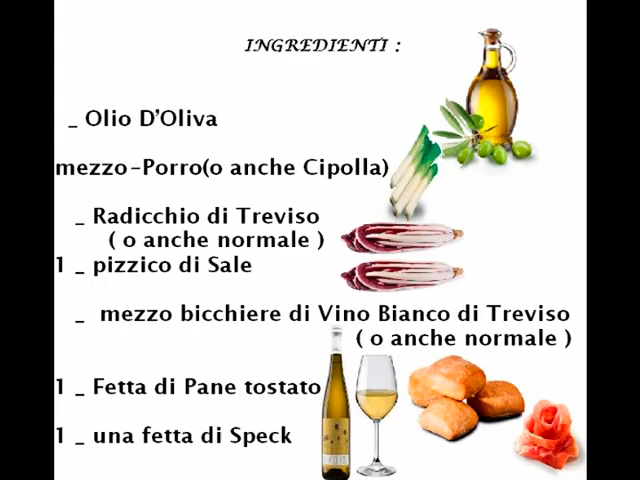 INGREDIENTI :
_ Olio D'Oliva
mezzo-Porro(o anche Cipolla)
_ Radicchio di Treviso
( o anche normale )
1 _ pizzico di Sale
_ mezzo bicchiere di Vino Bianco di Treviso
( o anche normale )
1 _ Fetta di Pane tostato
1 _ una fetta di Speck